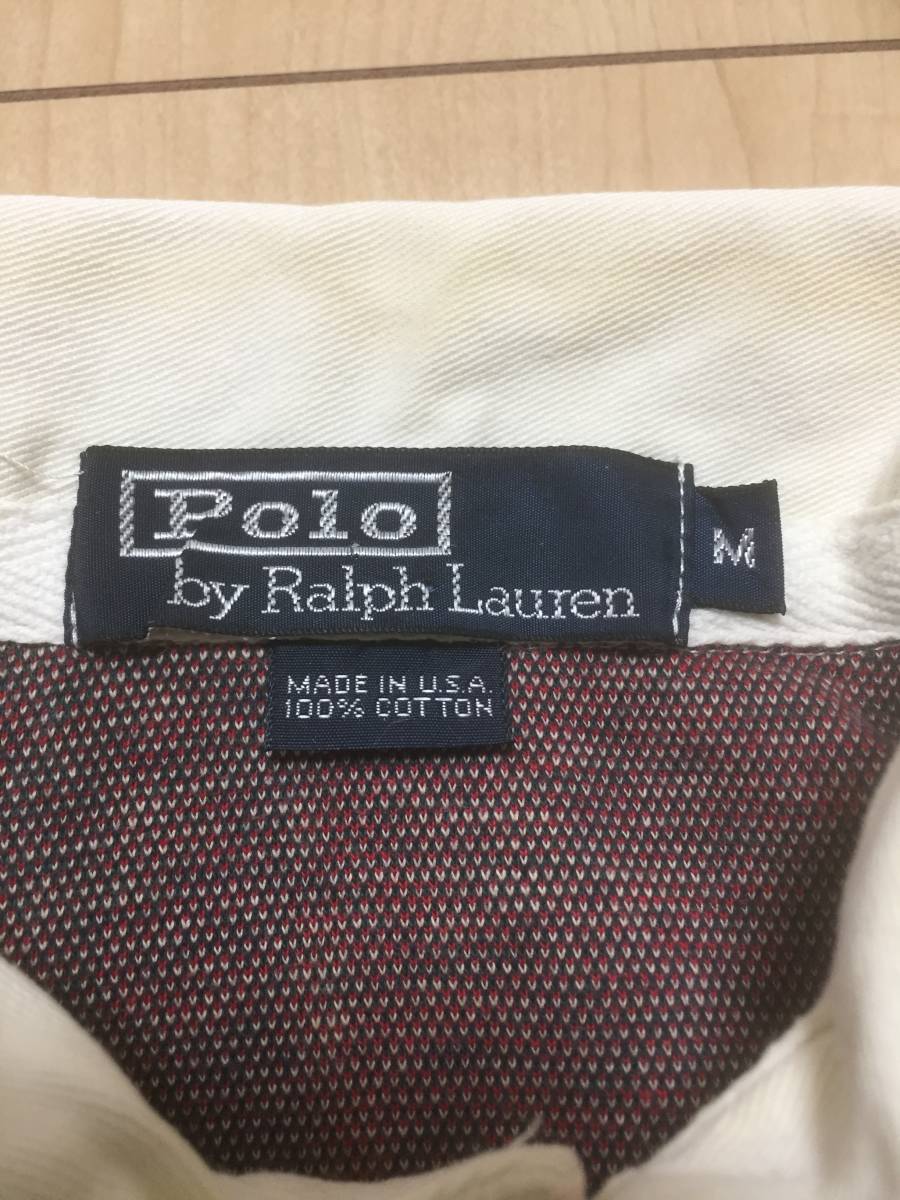 Polo
by Ralph Lauren
M
MADE IN U.S.A.
100% COTTON